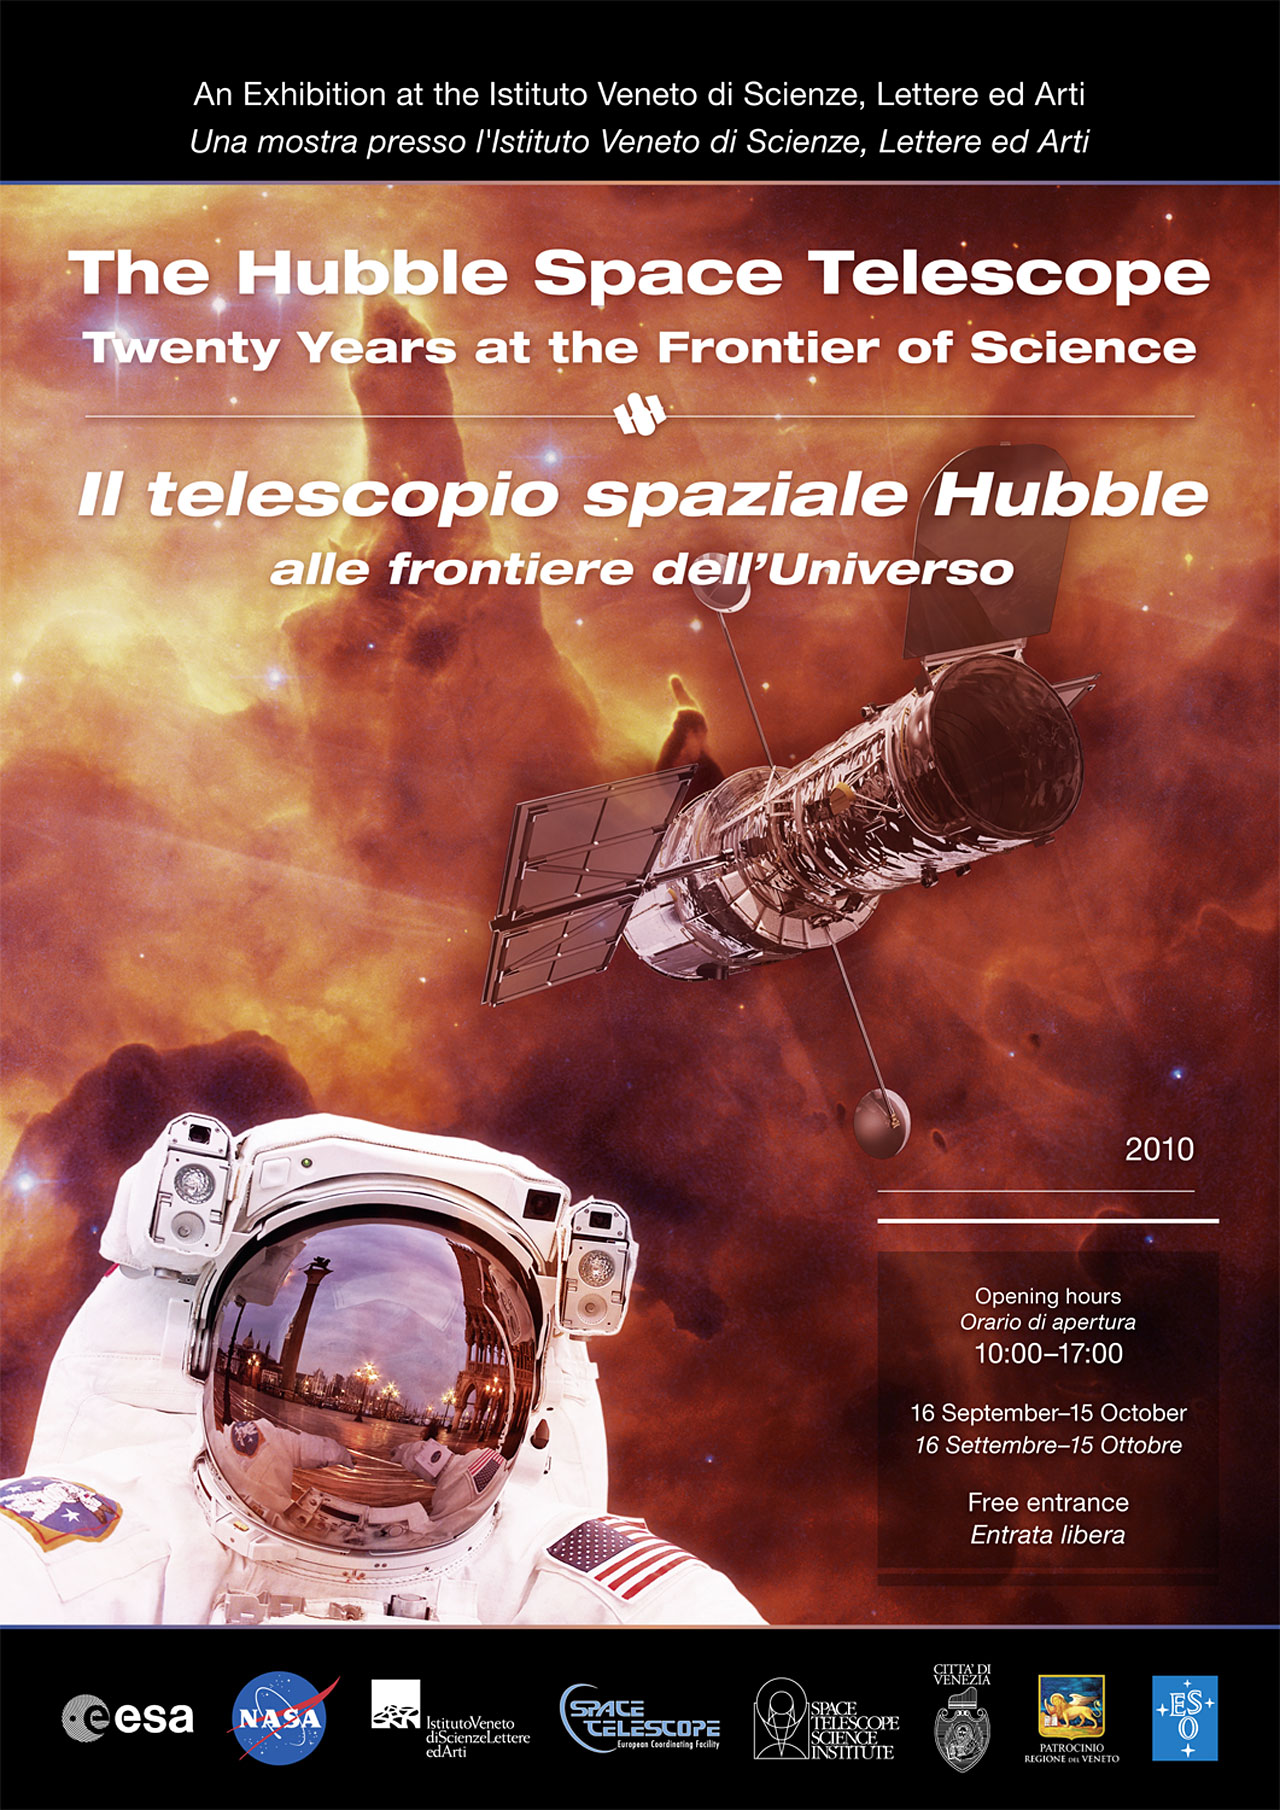 An Exhibition at the Istituto Veneto di Scienze, Lettere ed Arti
Una mostra presso l'Istituto Veneto di Scienze, Lettere ed Arti
The Hubble Space Telescope
Twenty Years at the Frontier of Science
Il telescopio spaziale Hubble
alle frontiere dell’Universo
2010
Opening hours
Orario di apertura
10:00–17:00
16 September–15 October
16 Settembre–15 Ottobre
Free entrance
Entrata libera
esa
NASA
IstitutoVeneto
diScienzeLettere
edArti
SPACE
TELESCOPE
European Coordinating Facility
SPACE
TELESCOPE
SCIENCE
INSTITUTE
CITTA' DI
VENEZIA
PATROCINIO
REGIONE DEL VENETO
ESO